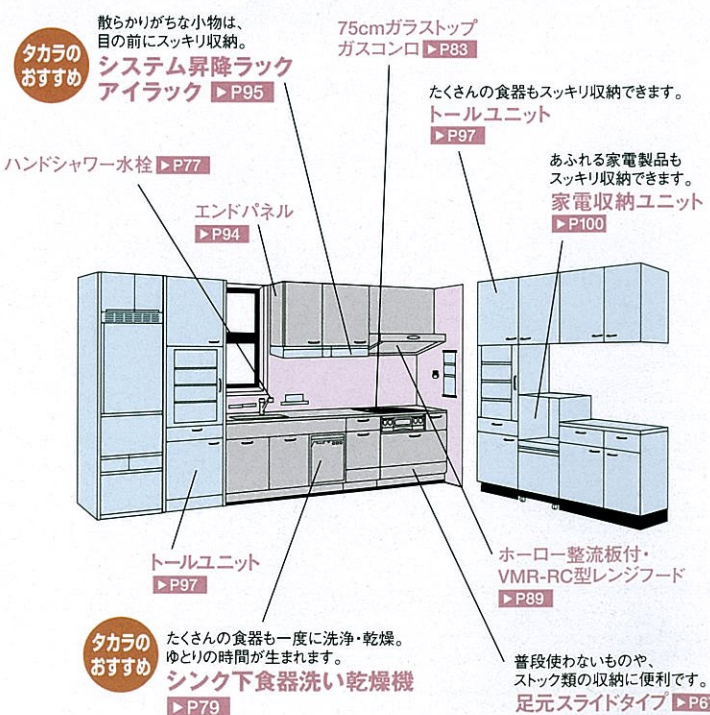 タカラの
おすすめ
散らかりがちな小物は、
目の前にスッキリ収納。
システム昇降ラック
アイラック ▶P95
75cmガラストップ
ガスコンロ ▶P83
たくさんの食器もスッキリ収納できます。
トールユニット
▶P97
ハンドシャワー水栓 ▶P77
あふれる家電製品も
スッキリ収納できます。
家電収納ユニット
▶P100
エンドパネル
▶P94
トールユニット
▶P97
ホーロー整流板付・
VMR-RC型レンジフード
▶P89
タカラの
おすすめ
たくさんの食器も一度に洗浄・乾燥。
ゆとりの時間が生まれます。
シンク下食器洗い乾燥機
▶P79
普段使わないものや、
ストック類の収納に便利です。
足元スライドタイプ